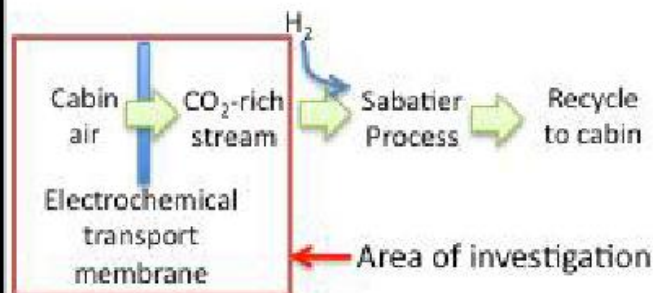 H₂
Cabin air
CO₂-rich stream
Sabatier Process
Recycle to cabin
Electrochemical
transport
membrane
Area of investigation